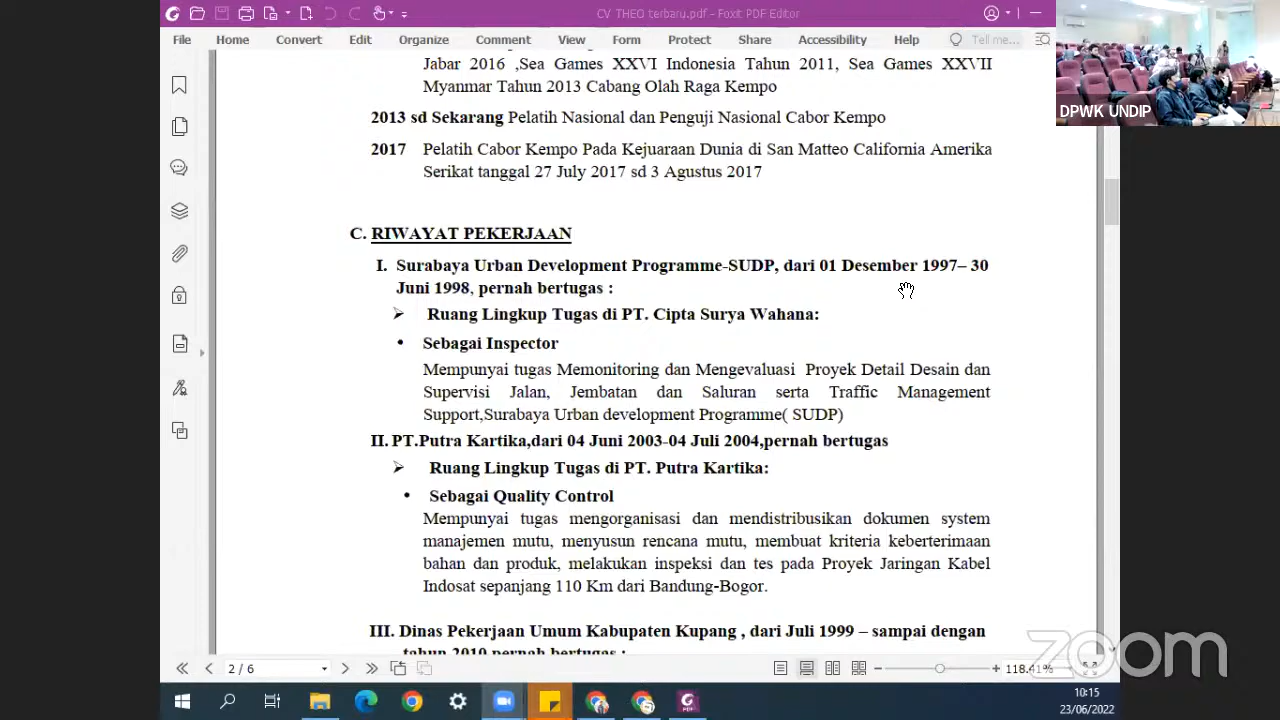 CV THEO terbaru.pdf - Foxit PDF Editor
File Home Convert Edit Organize Comment View Form Protect Share Accessibility Help Tell me...
DPWK UNDIP
Jabar 2016 ,Sea Games XXVI Indonesia Tahun 2011, Sea Games XXVII
Myanmar Tahun 2013 Cabang Olah Raga Kempo
2013 sd Sekarang Pelatih Nasional dan Penguji Nasional Cabor Kempo
2017 Pelatih Cabor Kempo Pada Kejuaraan Dunia di San Matteo California Amerika
Serikat tanggal 27 July 2017 sd 3 Agustus 2017
C. RIWAYAT PEKERJAAN
I. Surabaya Urban Development Programme-SUDP, dari 01 Desember 1997– 30
Juni 1998, pernah bertugas :
➢ Ruang Lingkup Tugas di PT. Cipta Surya Wahana:
• Sebagai Inspector
Mempunyai tugas Memonitoring dan Mengevaluasi Proyek Detail Desain dan
Supervisi Jalan, Jembatan dan Saluran serta Traffic Management
Support,Surabaya Urban development Programme( SUDP)
II. PT.Putra Kartika,dari 04 Juni 2003-04 Juli 2004,pernah bertugas
➢ Ruang Lingkup Tugas di PT. Putra Kartika:
• Sebagai Quality Control
Mempunyai tugas mengorganisasi dan mendistribusikan dokumen system
manajemen mutu, menyusun rencana mutu, membuat kriteria keberterimaan
bahan dan produk, melakukan inspeksi dan tes pada Proyek Jaringan Kabel
Indosat sepanjang 110 Km dari Bandung-Bogor.
III. Dinas Pekerjaan Umum Kabupaten Kupang , dari Juli 1999 – sampai dengan
tahun 2010 pernah bertugas :
2 / 6
118.41%
zoom
10:15
23/06/2022